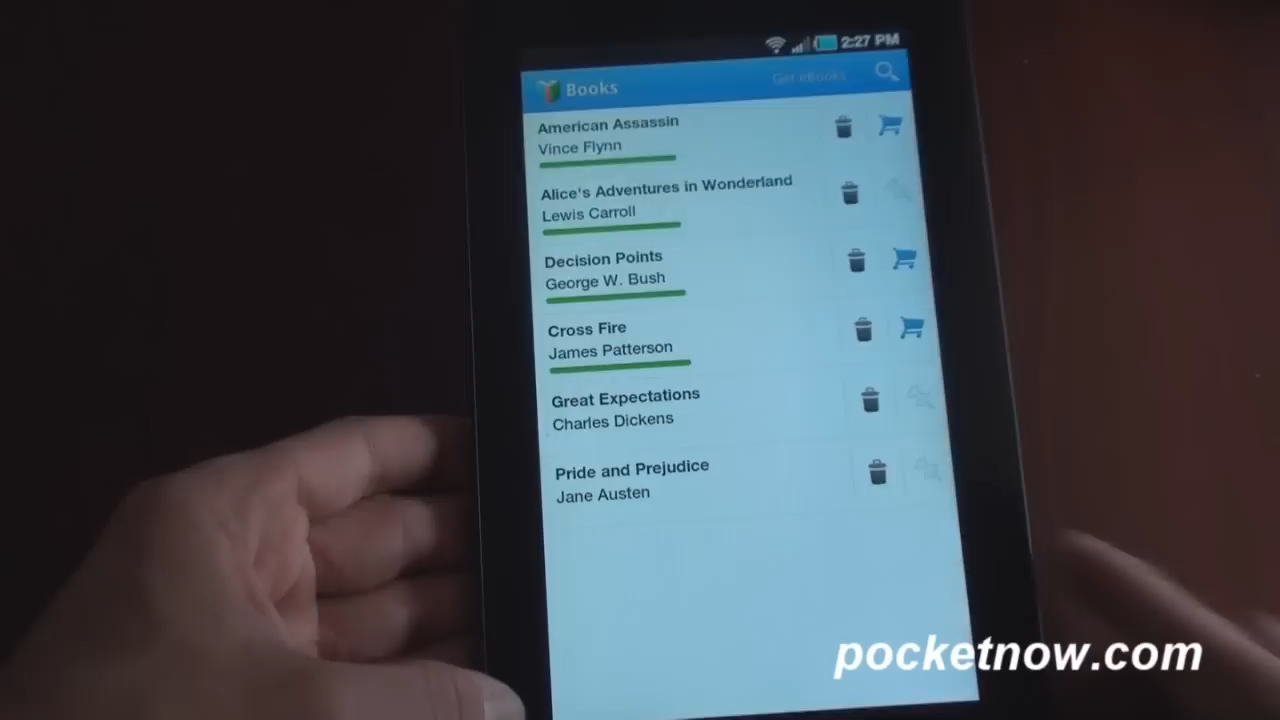 2:27 PM
Books
Get eBooks
American Assassin
Vince Flynn
Alice's Adventures in Wonderland
Lewis Carroll
Decision Points
George W. Bush
Cross Fire
James Patterson
Great Expectations
Charles Dickens
Pride and Prejudice
Jane Austen
pocketnow.com